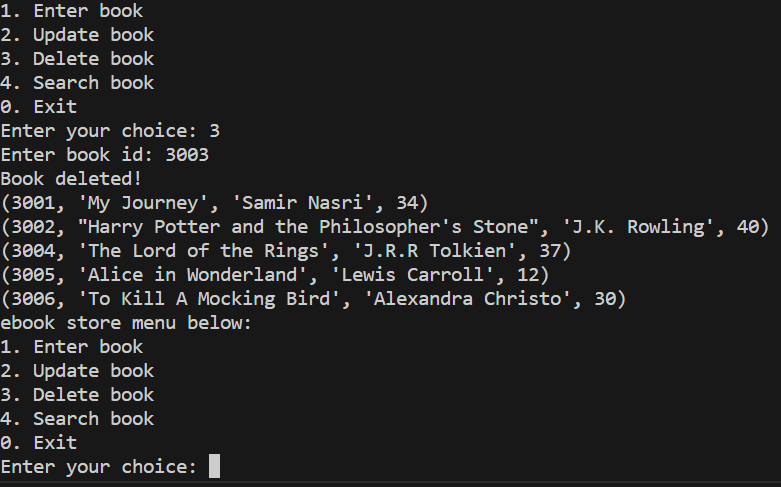 1. Enter book
2. Update book
3. Delete book
4. Search book
0. Exit
Enter your choice: 3
Enter book id: 3003
Book deleted!
(3001, 'My Journey', 'Samir Nasri', 34)
(3002, "Harry Potter and the Philosopher's Stone", 'J.K. Rowling', 40)
(3004, 'The Lord of the Rings', 'J.R.R Tolkien', 37)
(3005, 'Alice in Wonderland', 'Lewis Carroll', 12)
(3006, 'To Kill A Mocking Bird', 'Alexandra Christo', 30)
ebook store menu below:
1. Enter book
2. Update book
3. Delete book
4. Search book
0. Exit
Enter your choice: